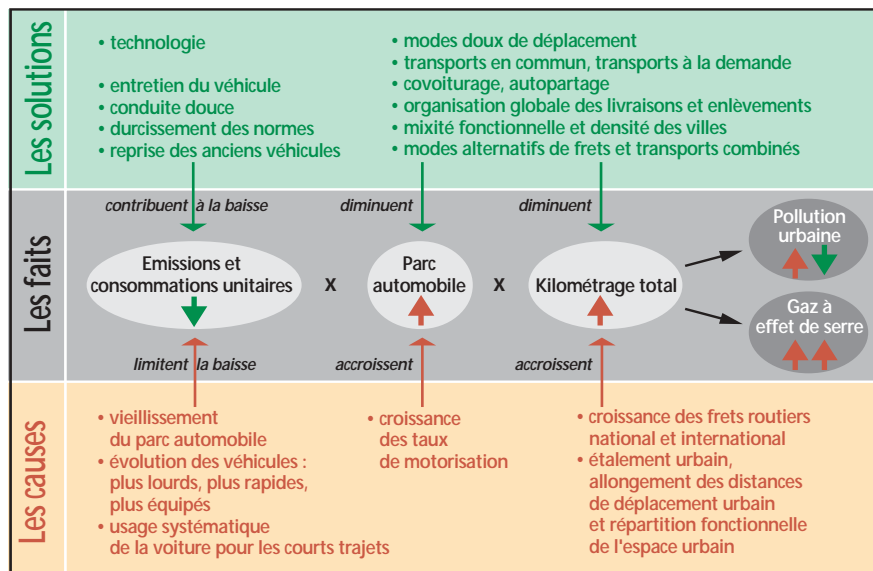 Les solutions
• technologie
• entretien du véhicule
• conduite douce
• durcissement des normes
• reprise des anciens véhicules
• modes doux de déplacement
• transports en commun, transports à la demande
• covoiturage, autopartage
• organisation globale des livraisons et enlèvements
• mixité fonctionnelle et densité des villes
• modes alternatifs de frets et transports combinés
Les faits
contribuent à la baisse
diminuent
diminuent
Emissions et
consommations unitaires
X
Parc
automobile
X
Kilométrage total
Pollution
urbaine
Gaz à
effet de serre
limitent la baisse
accroissent
accroissent
Les causes
• vieillissement
du parc automobile
• évolution des véhicules :
plus lourds, plus rapides,
plus équipés
• usage systématique
de la voiture pour les courts trajets
• croissance
des taux
de motorisation
• croissance des frets routiers
national et international
• étalement urbain,
allongement des distances
de déplacement urbain
et répartition fonctionnelle
de l'espace urbain